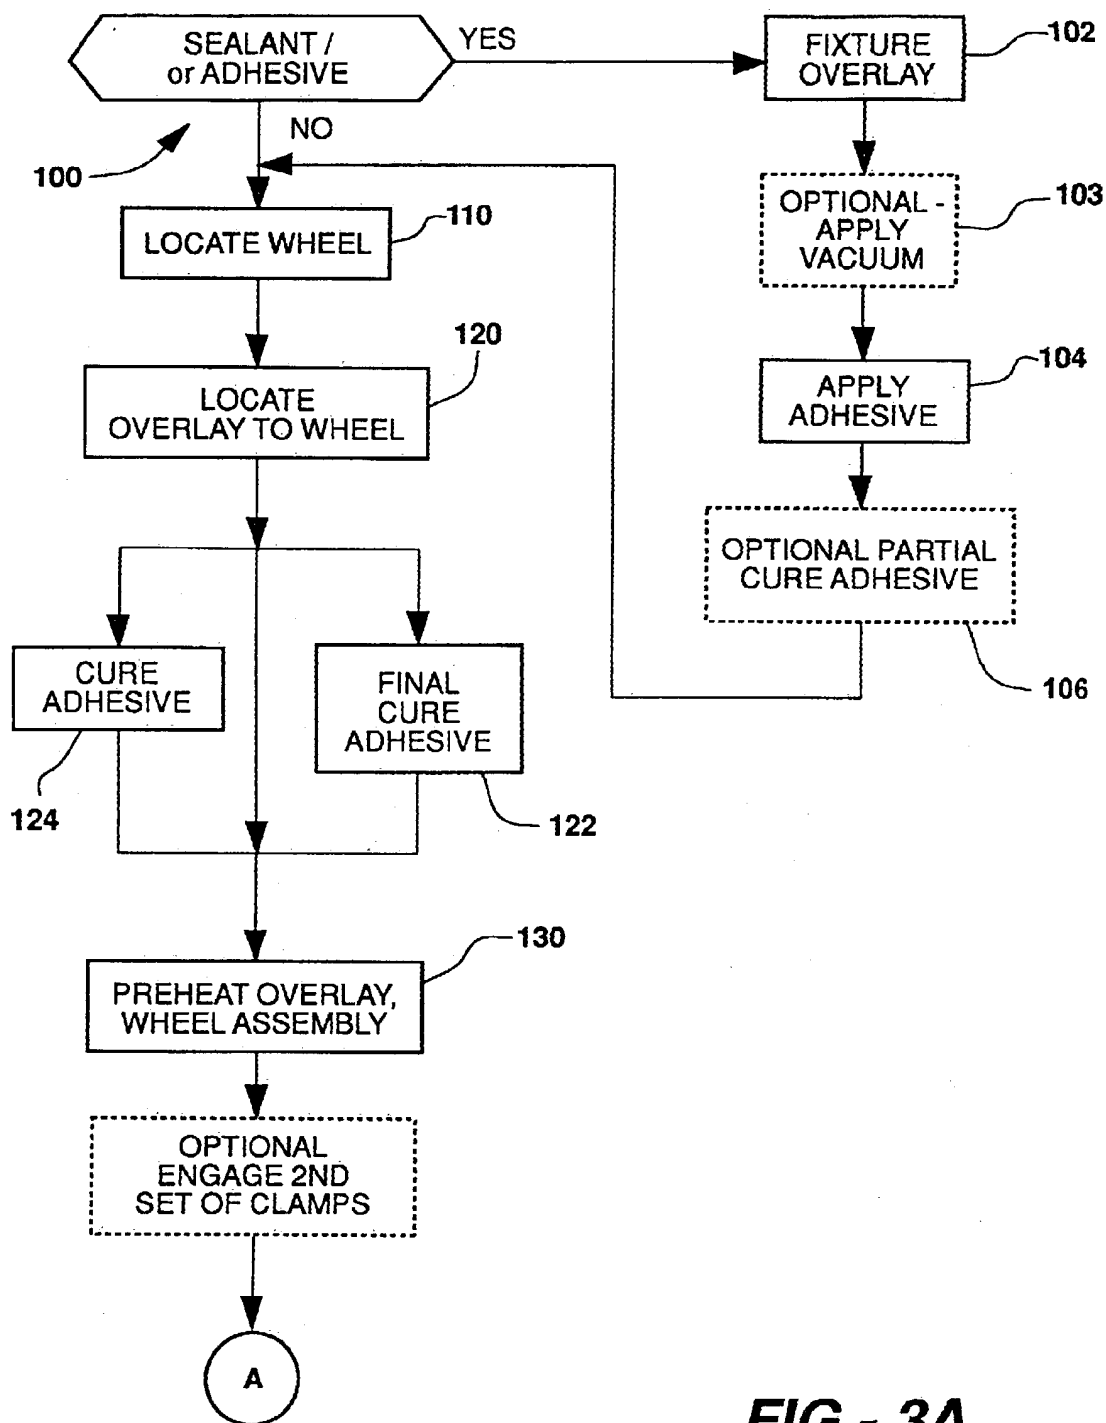 SEALANT /
or ADHESIVE
YES
NO
100
FIXTURE
OVERLAY
102
OPTIONAL -
APPLY
VACUUM
103
APPLY
ADHESIVE
104
OPTIONAL PARTIAL
CURE ADHESIVE
106
LOCATE WHEEL
110
LOCATE
OVERLAY TO WHEEL
120
CURE
ADHESIVE
124
FINAL
CURE
ADHESIVE
122
PREHEAT OVERLAY,
WHEEL ASSEMBLY
130
OPTIONAL
ENGAGE 2ND
SET OF CLAMPS
A
FIG - 3A